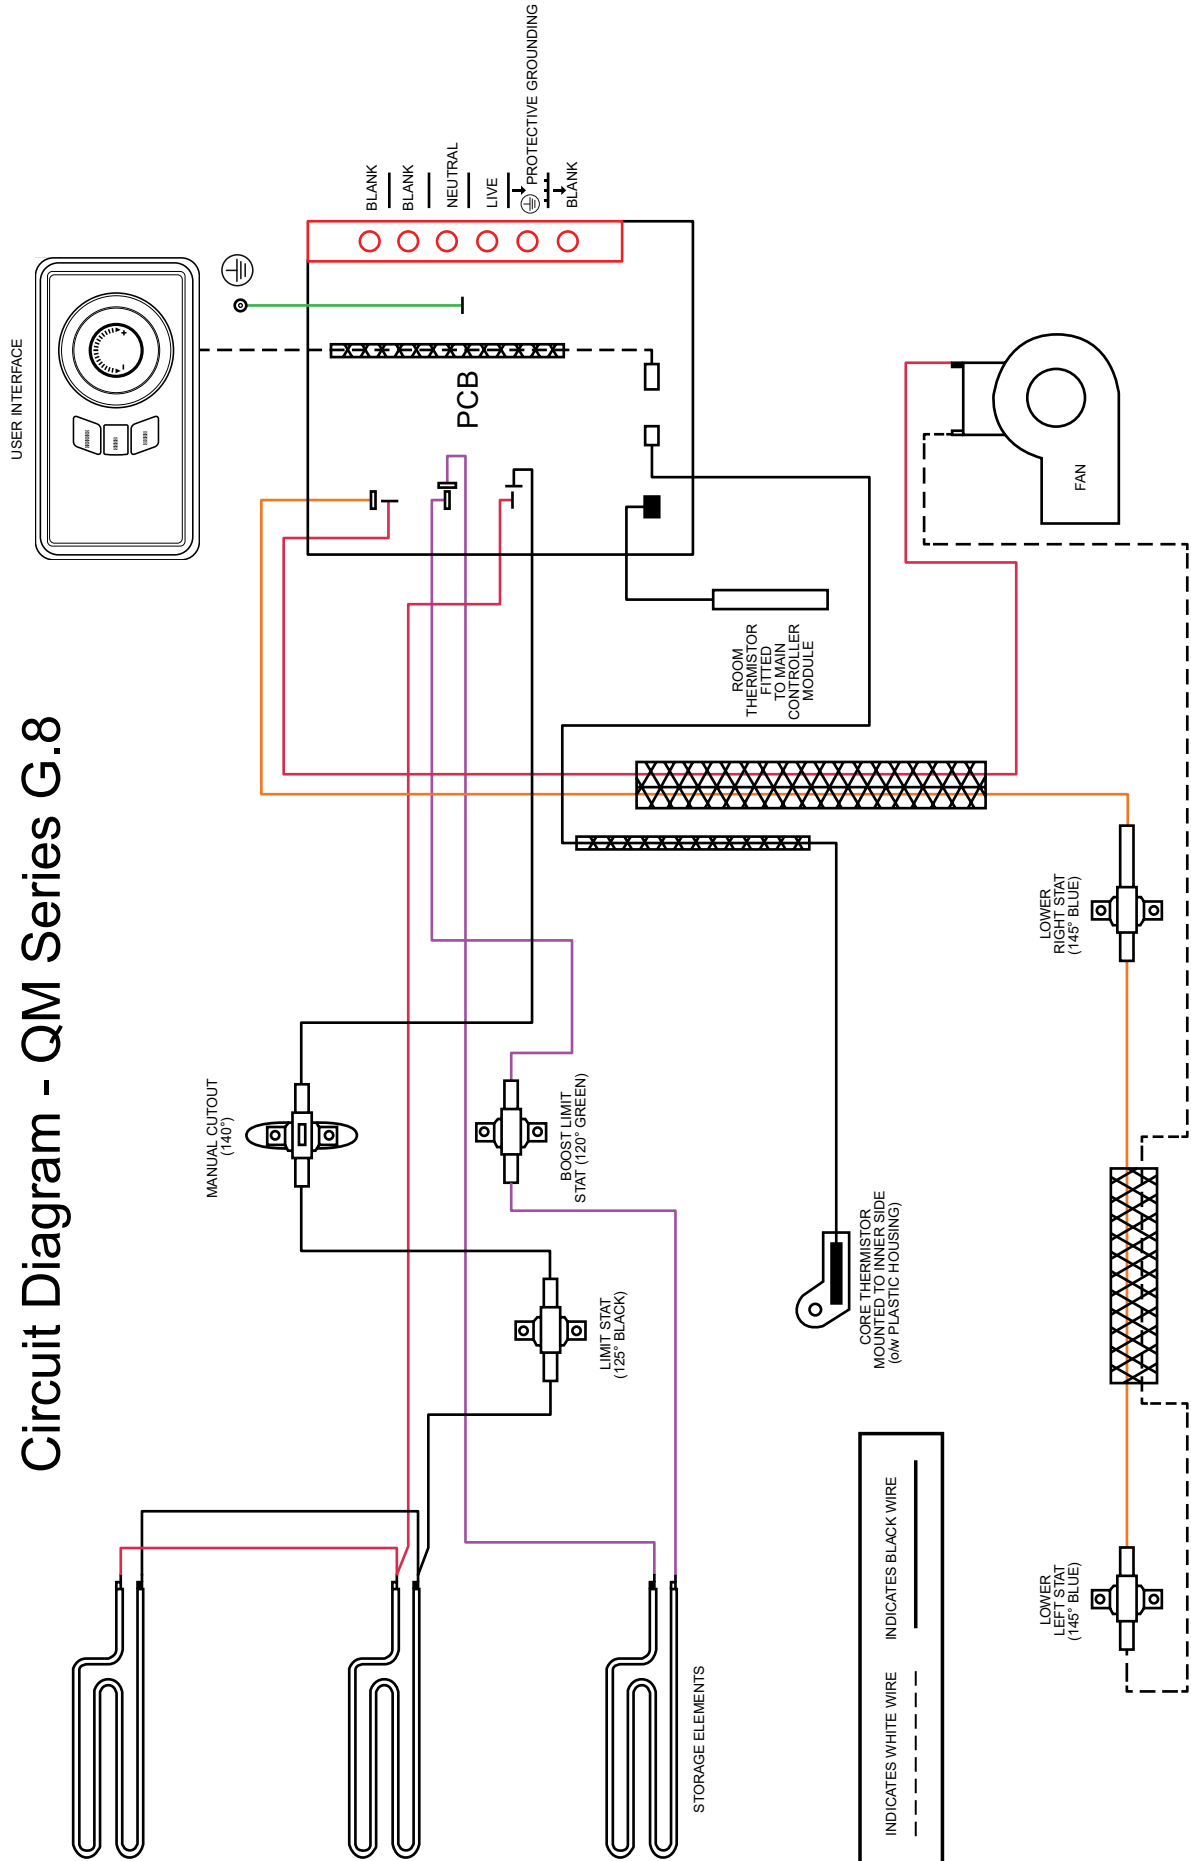 Circuit Diagram - QM Series G.8
USER INTERFACE
BLANK
BLANK
NEUTRAL
LIVE
PROTECTIVE GROUNDING
BLANK
PCB
MANUAL CUTOUT
(140°)
BOOST LIMIT
STAT (120° GREEN)
LIMIT STAT
(125° BLACK)
ROOM
THERMISTOR
FITTED
TO MAIN
CONTROLLER
MODULE
FAN
STORAGE ELEMENTS
CORE THERMISTOR
MOUNTED TO INNER SIDE
(o/w PLASTIC HOUSING)
LOWER
RIGHT STAT
(145° BLUE)
LOWER
LEFT STAT
(145° BLUE)
INDICATES WHITE WIRE
INDICATES BLACK WIRE